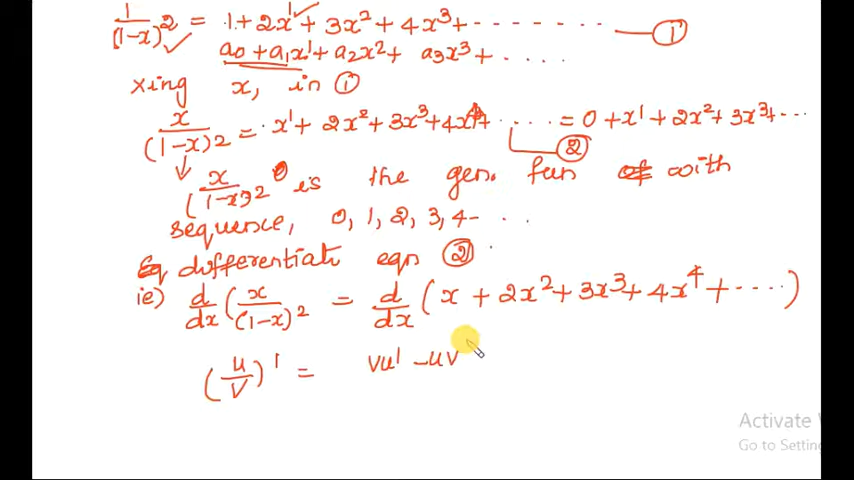 1/(1-x)² = 1 + 2x¹ + 3x² + 4x³ + - - - - - - - - - ①
a0 + a1x¹ + a2x² + a3x³ + . . . .
xing x, in ①
x/(1-x)2 = x¹ + 2x² + 3x³ + 4x⁴ + . . . . = 0 + x¹ + 2x² + 3x³ + - - -
②
x/(1-x)2 is the gen. fun with
sequence, 0, 1, 2, 3, 4 - . . .
differentiate eqn ②.
ie) d/dx (x/(1-x)2) = d/dx (x + 2x² + 3x³ + 4x⁴ + - - - -)
(u/v)' = vu' - uv
Activate
Go to Settin